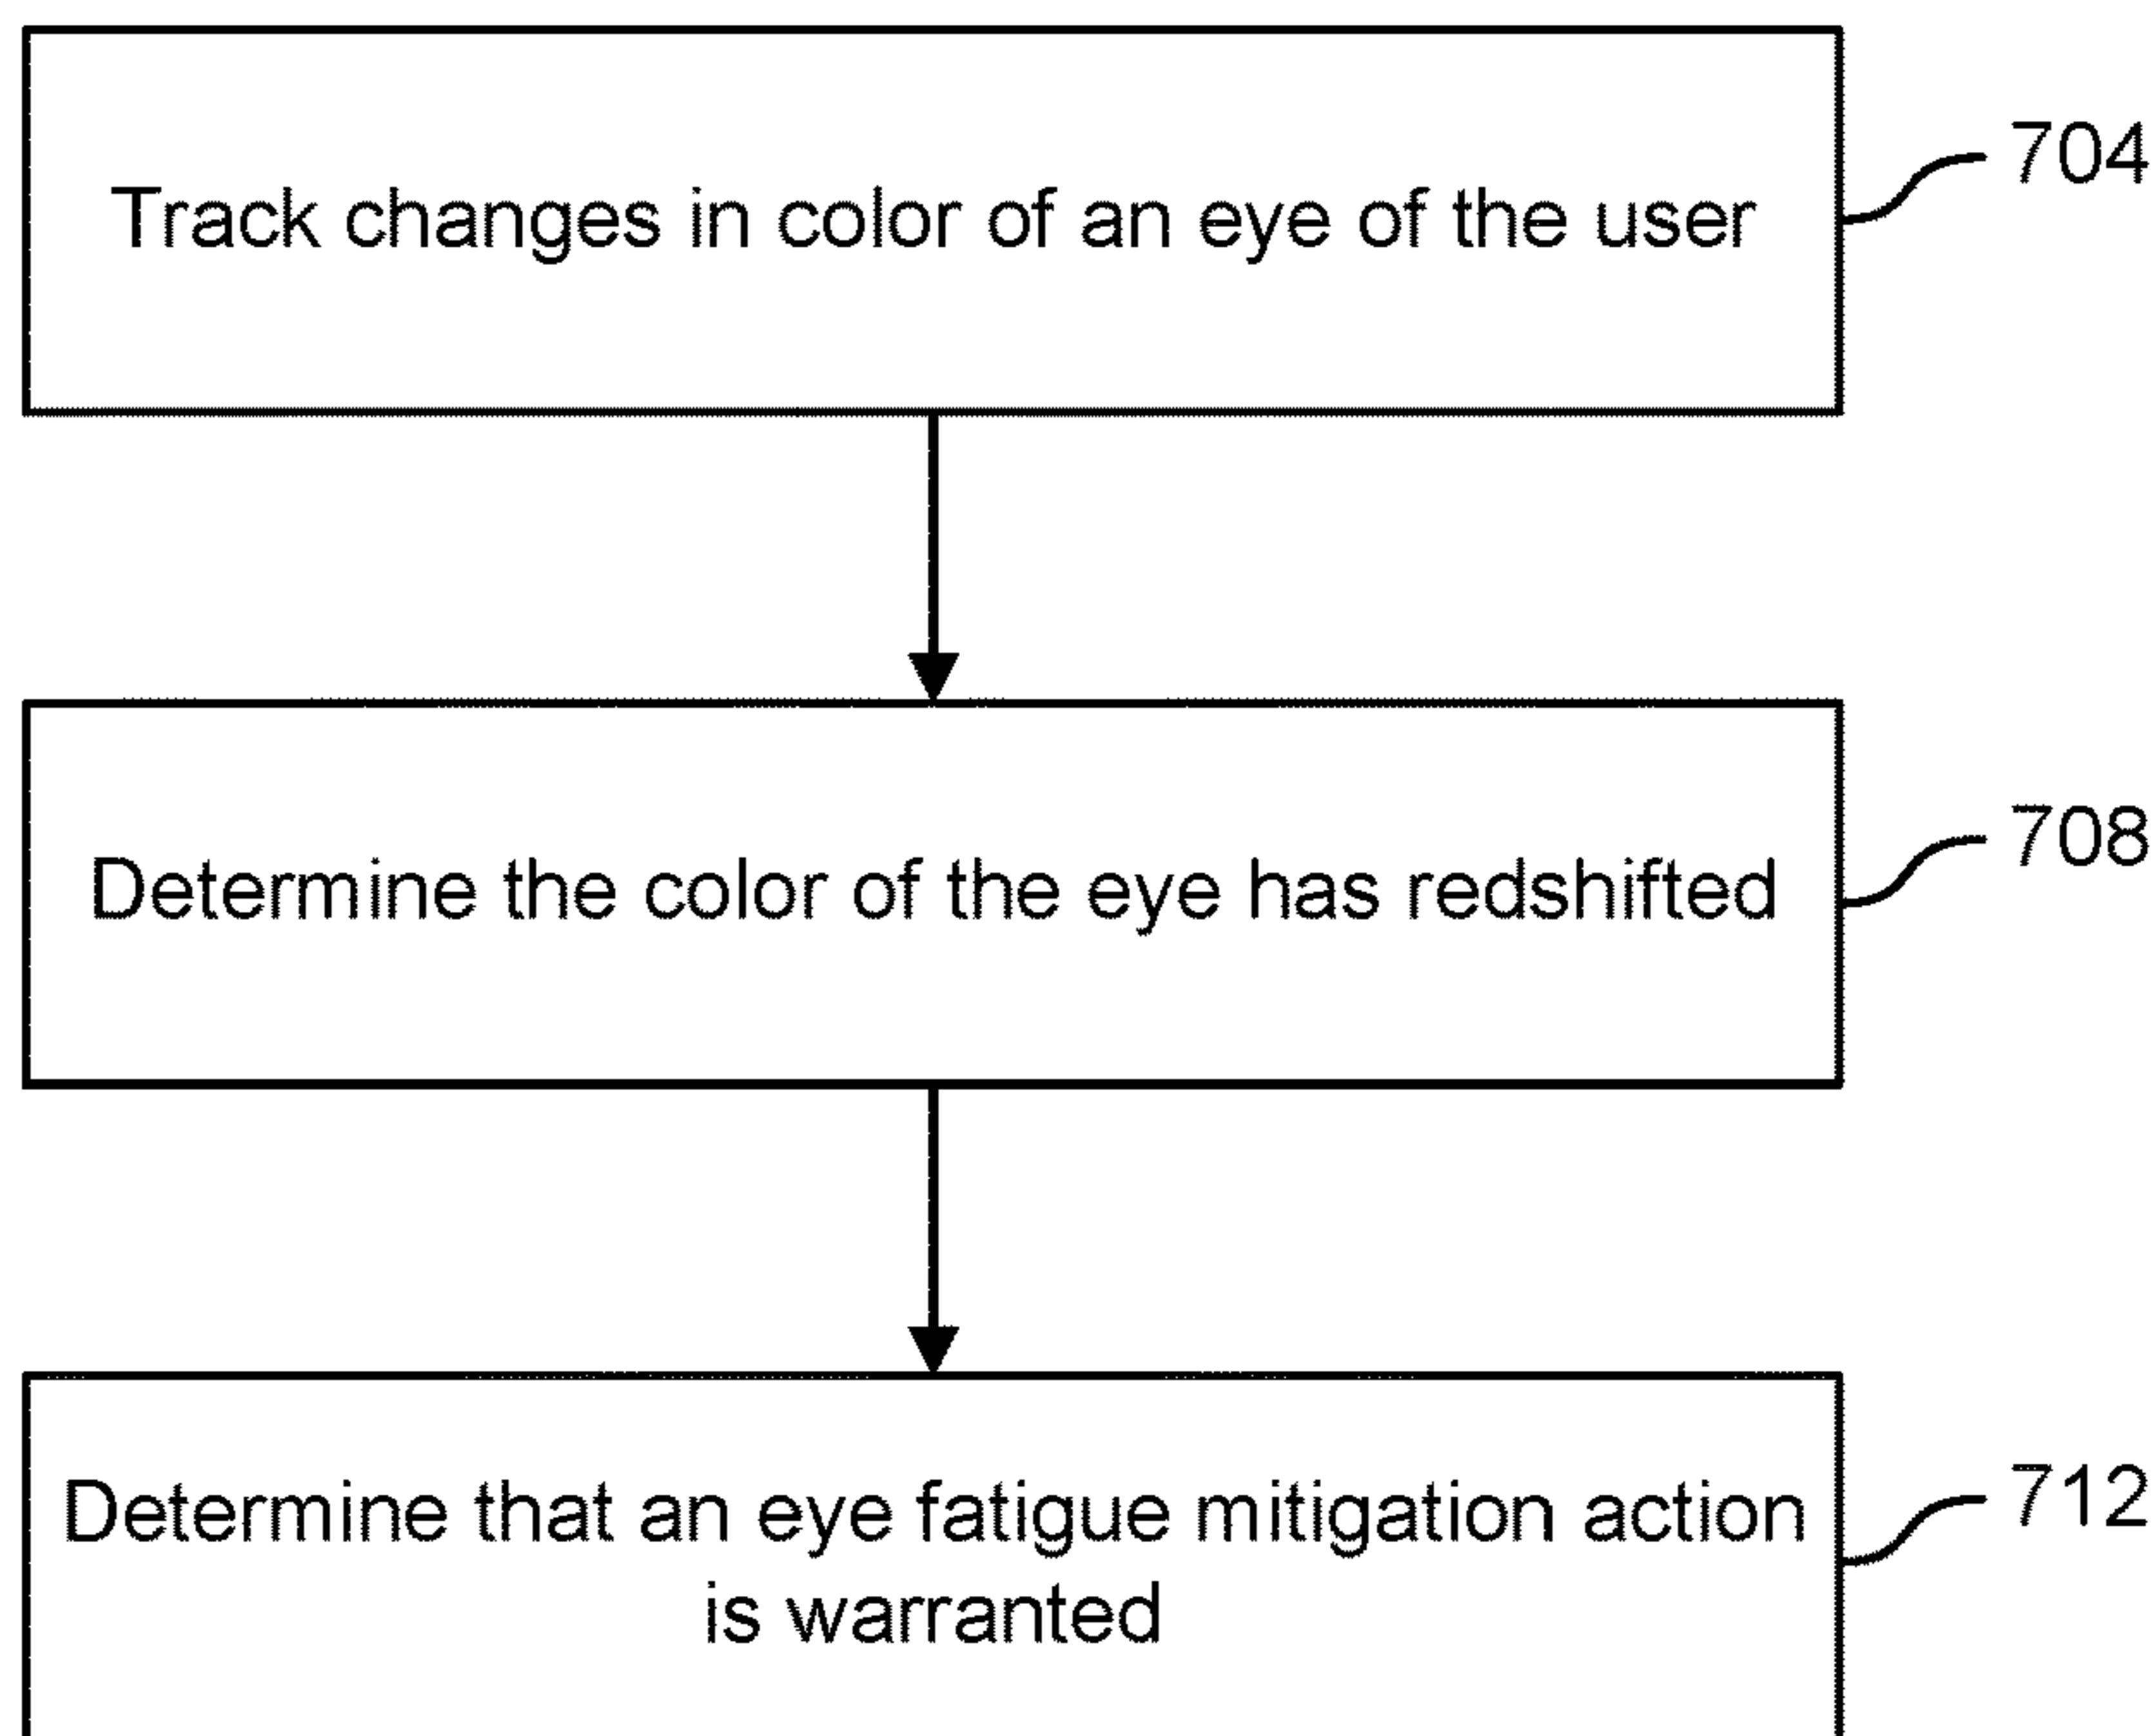 Track changes in color of an eye of the user
704
Determine the color of the eye has redshifted
708
Determine that an eye fatigue mitigation action
is warranted
712